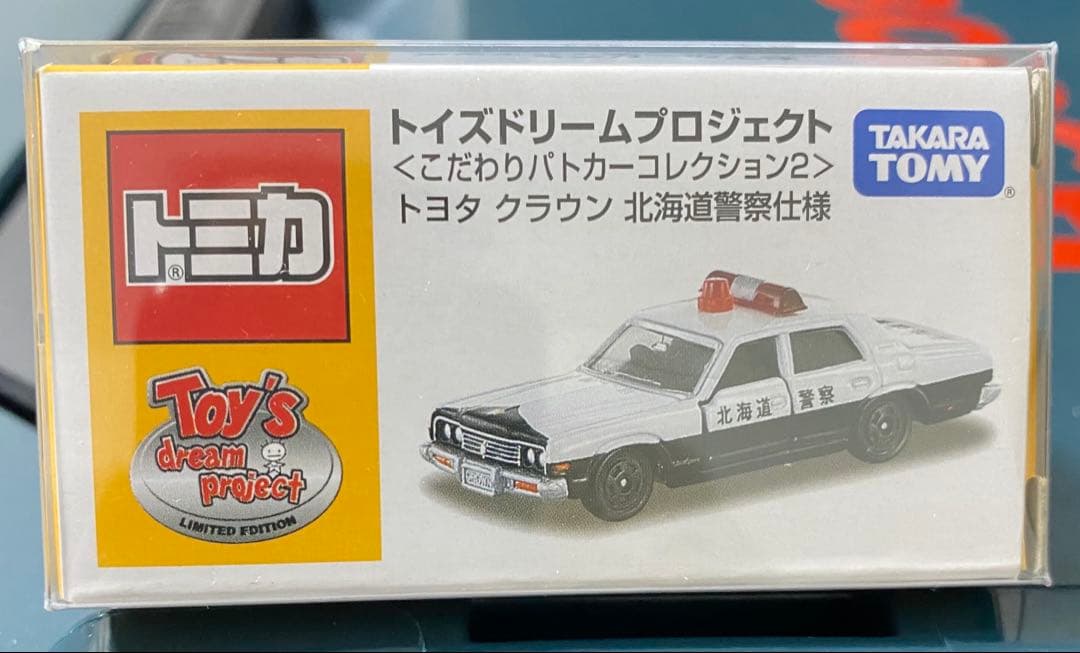 トイズドリームプロジェクト
<こだわりパトカーコレクション2>
トヨタ クラウン 北海道警察仕様
TAKARA
TOMY
®
トミカ
®
Toy's
dream
project
LIMITED EDITION
北海道 警察